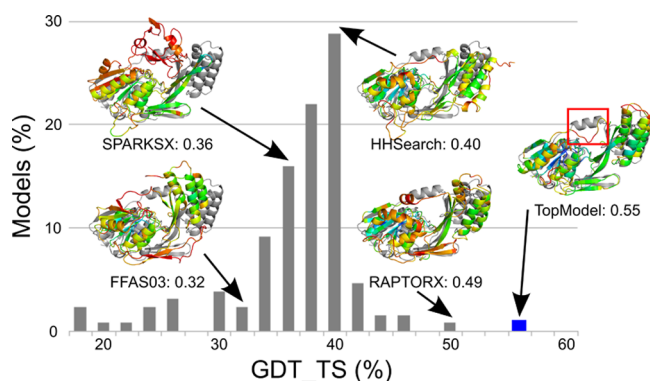 30
SPARKSX: 0.36
HHSearch: 0.40
20
Models (%)
TopModel: 0.55
10
FFAS03: 0.32
RAPTORX: 0.49
0
20 30 40 50 60
GDT_TS (%)